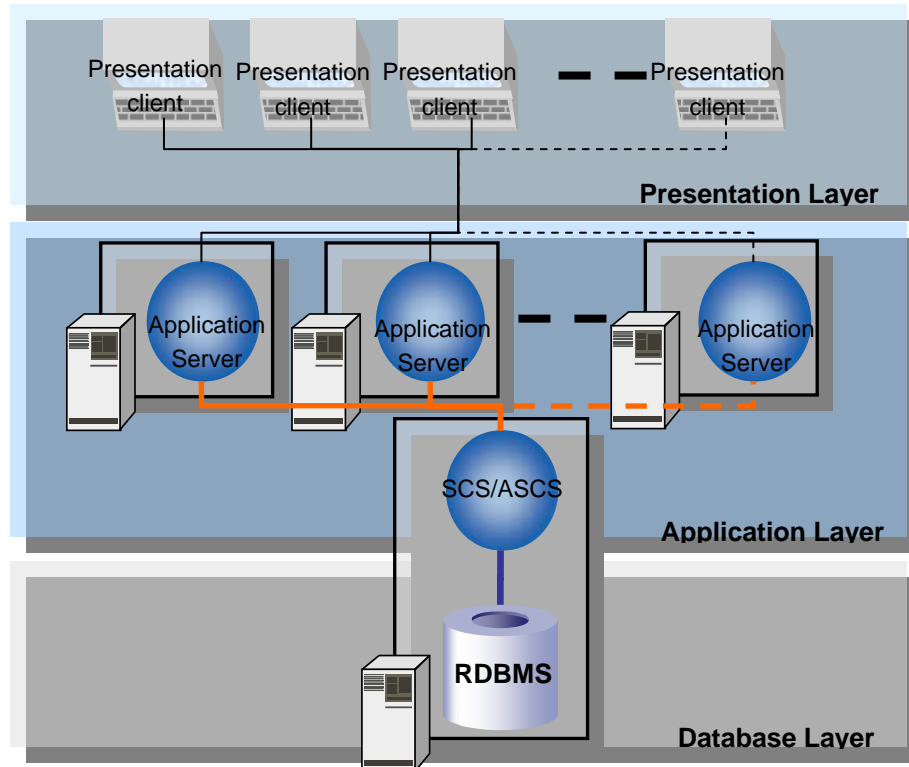 Presentation
client
Presentation
client
Presentation
client
Presentation
client
Presentation Layer
Application
Server
Application
Server
Application
Server
SCS/ASCS
Application Layer
RDBMS
Database Layer